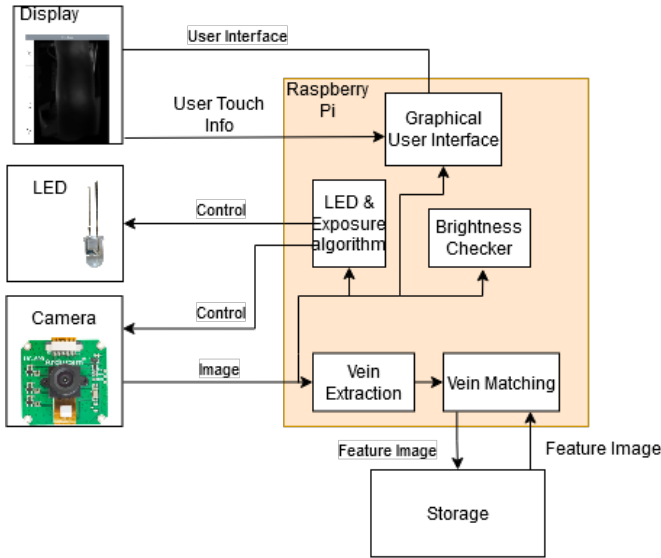 Display
User Interface
Raspberry
Pi
User Touch
Info
Graphical
User Interface
LED
Control
LED &
Exposure
algorithm
Brightness
Checker
Control
Camera
Arducam
Image
Vein
Extraction
Vein Matching
Feature Image
Feature Image
Storage